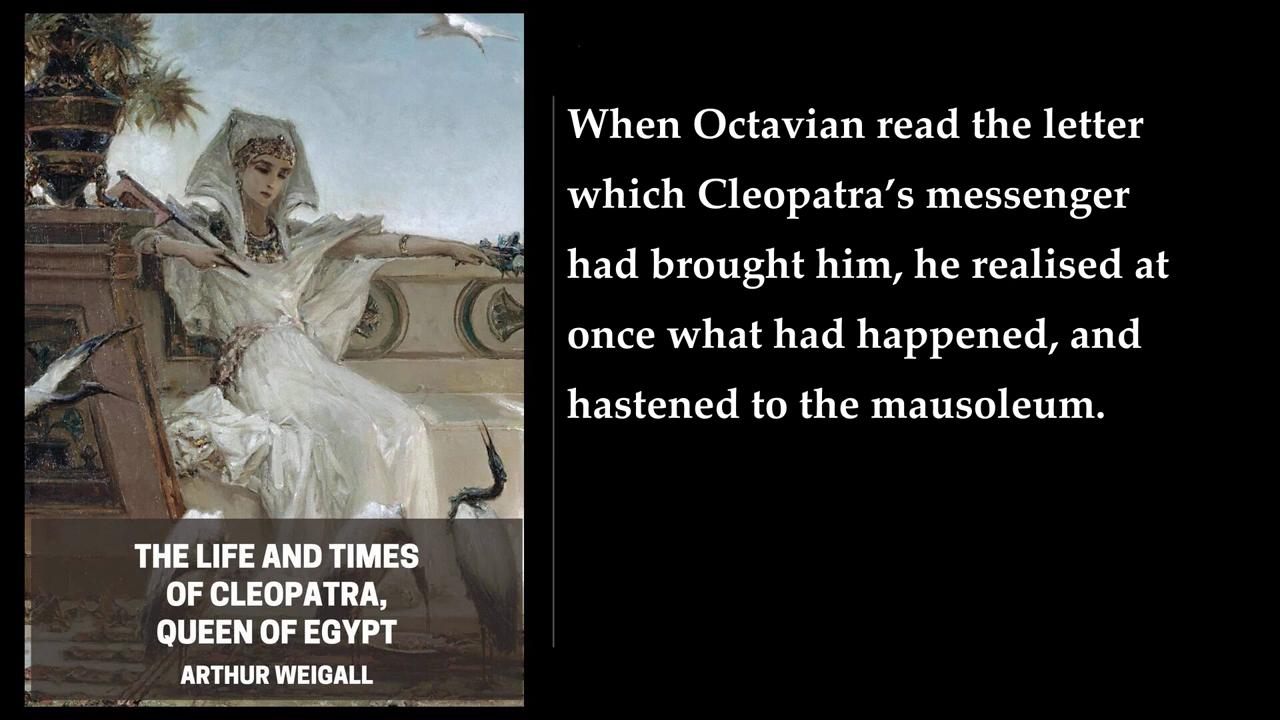 When Octavian read the letter
which Cleopatra’s messenger
had brought him, he realised at
once what had happened, and
hastened to the mausoleum.
THE LIFE AND TIMES
OF CLEOPATRA,
QUEEN OF EGYPT
ARTHUR WEIGALL